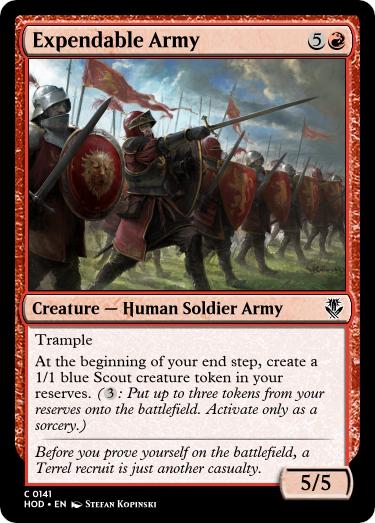 Expendable Army 5
Creature — Human Soldier Army
Trample
At the beginning of your end step, create a
1/1 blue Scout creature token in your
reserves. (3: Put up to three tokens from your
reserves onto the battlefield. Activate only as
a sorcery.)
Before you prove yourself on the battlefield, a
Terrel recruit is just another casualty.
5/5
C 0141
HOD • EN Stefan Kopinski